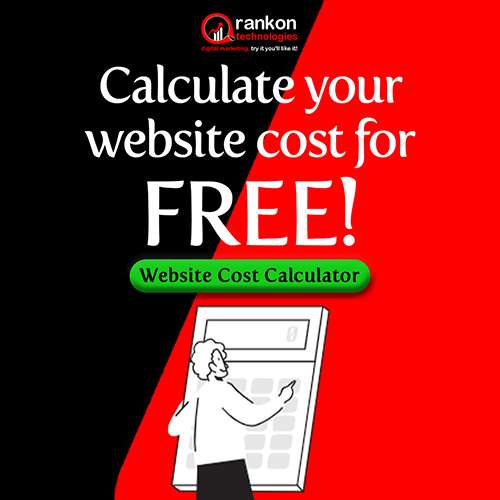 rankon
technologies
digital marketing, try it you'll like it!
Calculate your
website cost for
FREE!
Website Cost Calculator
0